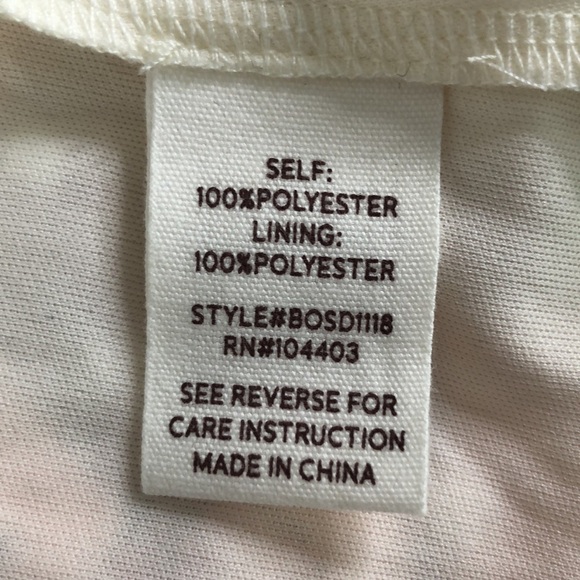 SELF:
100%POLYESTER
LINING:
100%POLYESTER
STYLE#BOSD1118
RN#104403
SEE REVERSE FOR
CARE INSTRUCTION
MADE IN CHINA